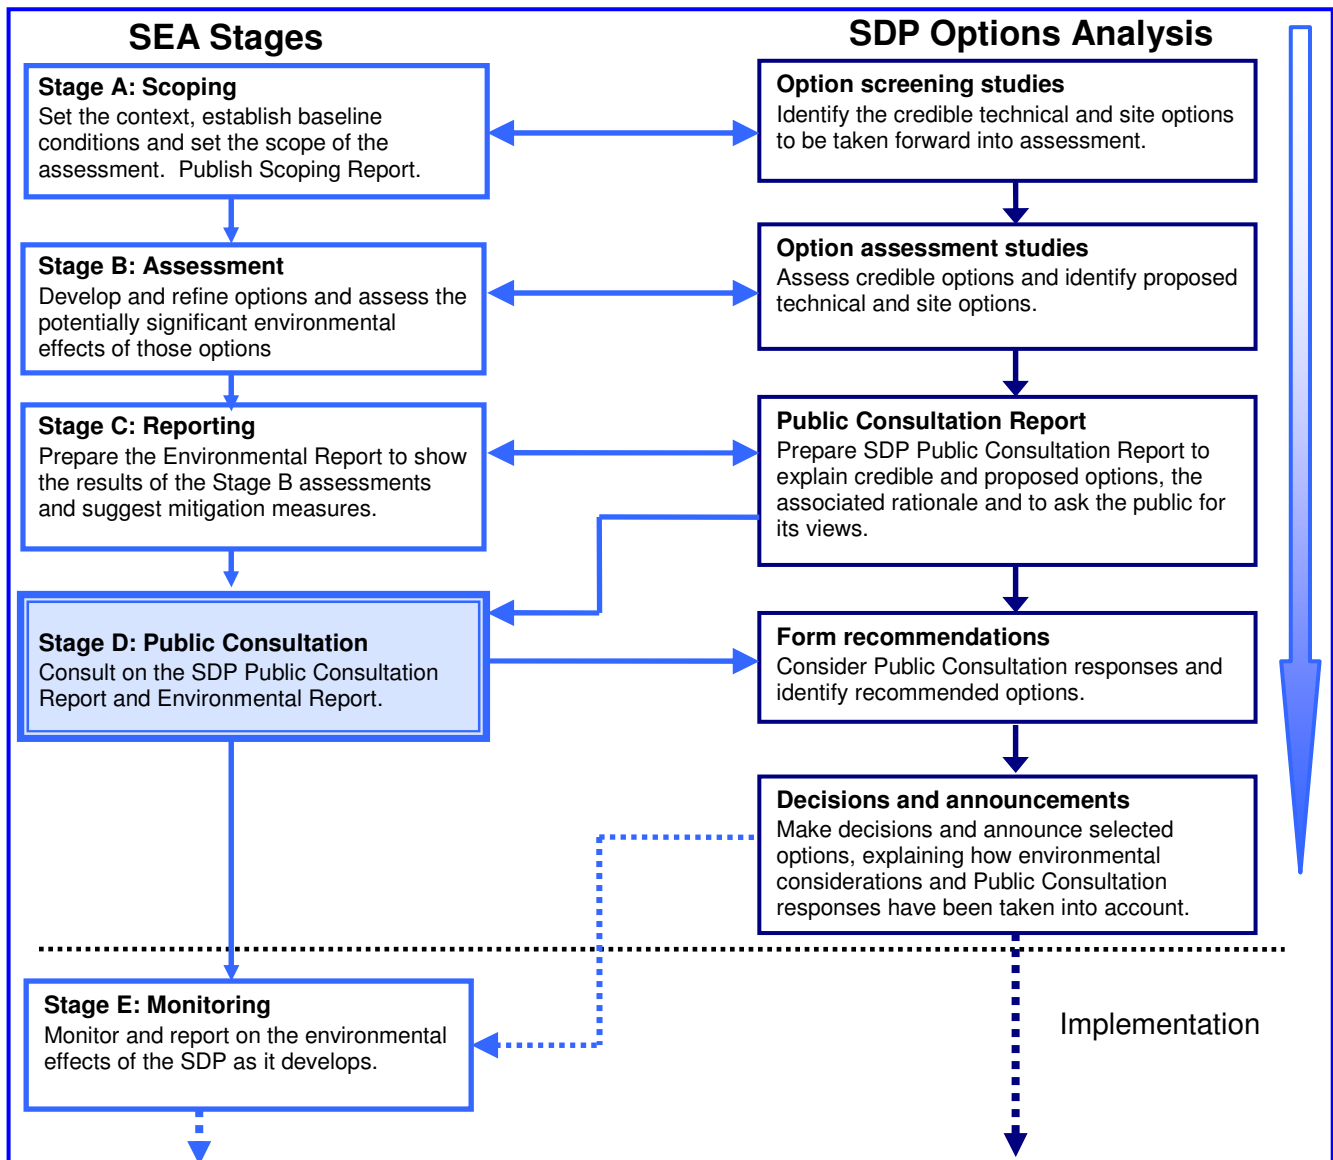 SEA Stages
Stage A: Scoping
Set the context, establish baseline
conditions and set the scope of the
assessment.  Publish Scoping Report.
Stage B: Assessment
Develop and refine options and assess the
potentially significant environmental
effects of those options
Stage C: Reporting
Prepare the Environmental Report to show
the results of the Stage B assessments
and suggest mitigation measures.
Stage D: Public Consultation
Consult on the SDP Public Consultation
Report and Environmental Report.
Stage E: Monitoring
Monitor and report on the environmental
effects of the SDP as it develops.
SDP Options Analysis
Option screening studies
Identify the credible technical and site options
to be taken forward into assessment.
Option assessment studies
Assess credible options and identify proposed
technical and site options.
Public Consultation Report
Prepare SDP Public Consultation Report to
explain credible and proposed options, the
associated rationale and to ask the public for
its views.
Form recommendations
Consider Public Consultation responses and
identify recommended options.
Decisions and announcements
Make decisions and announce selected
options, explaining how environmental
considerations and Public Consultation
responses have been taken into account.
Implementation